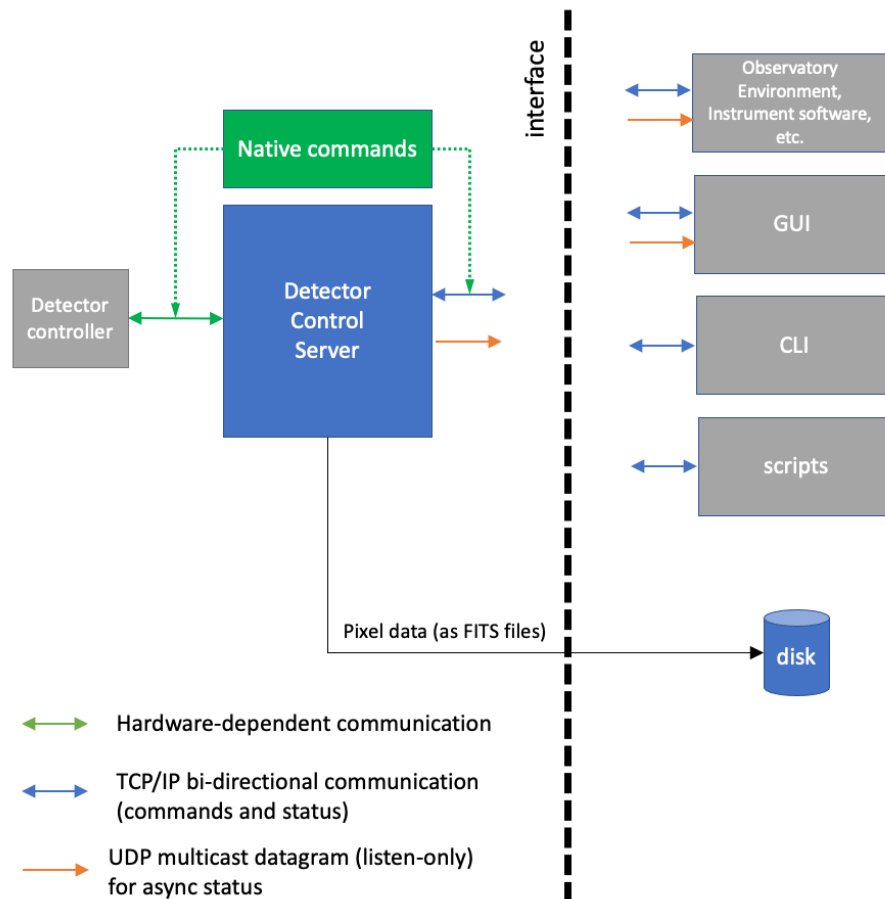 interface
Observatory
Environment,
Instrument software,
etc.
Native commands
GUI
Detector
controller
Detector
Control
Server
CLI
scripts
Pixel data (as FITS files)
disk
Hardware-dependent communication
TCP/IP bi-directional communication
(commands and status)
UDP multicast datagram (listen-only)
for async status